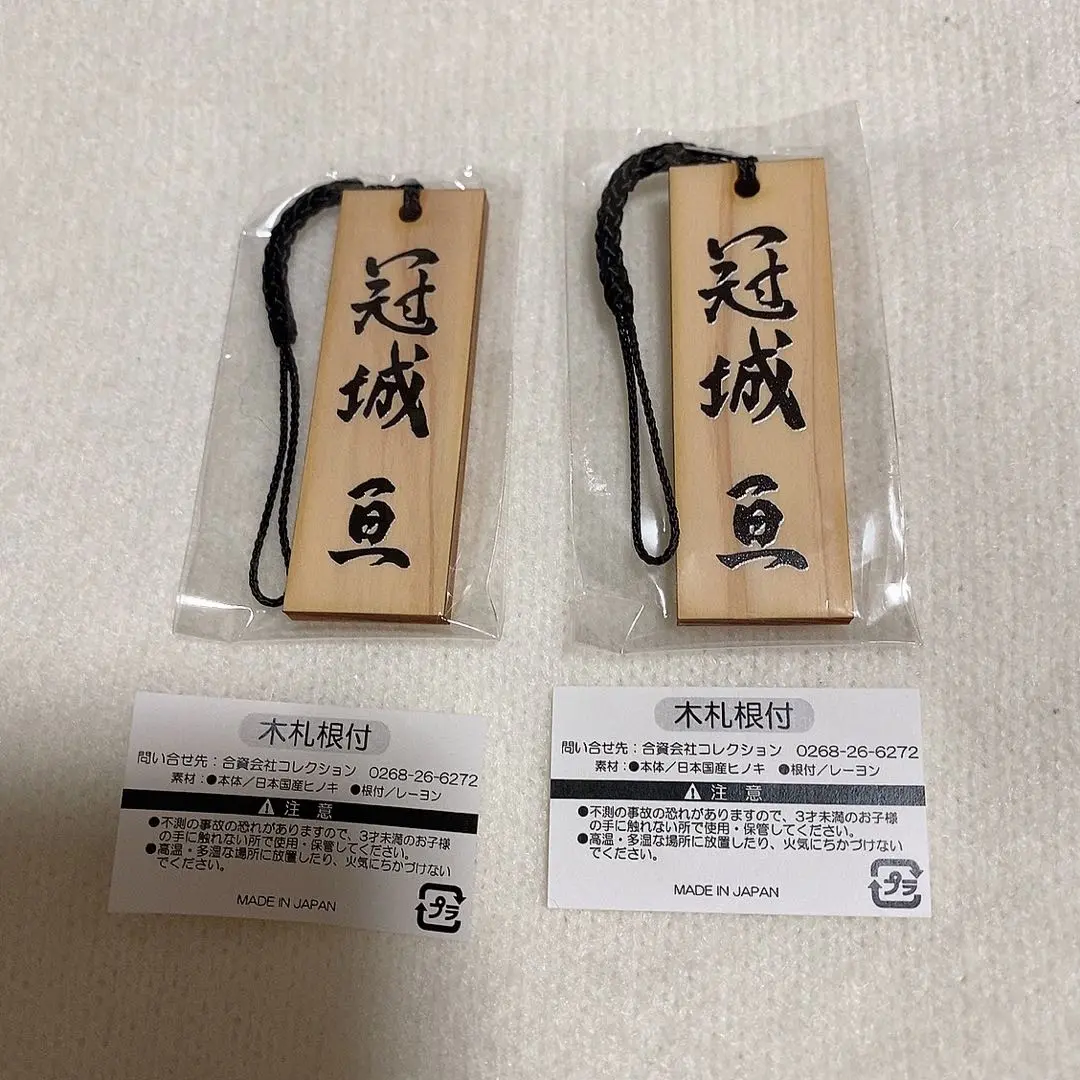 冠城
亘
冠城
亘
木札根付
問い合せ先：合資会社コレクション　0268-26-6272
素材：●本体／日本国産ヒノキ　●根付／レーヨン
⚠ 注 意
●不測の事故の恐れがありますので、3才未満のお子様
の手に触れない所で使用・保管してください。
●高温・多湿な場所に放置したり、火気にちかづけない
でください。
MADE IN JAPAN
プラ
木札根付
問い合せ先：合資会社コレクション　0268-26-6272
素材：●本体／日本国産ヒノキ　●根付／レーヨン
⚠ 注 意
●不測の事故の恐れがありますので、3才未満のお子様
の手に触れない所で使用・保管してください。
●高温・多湿な場所に放置したり、火気にちかづけない
でください。
MADE IN JAPAN
プラ